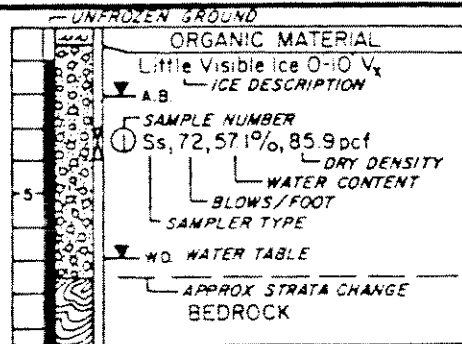 UNFROZEN GROUND
ORGANIC MATERIAL
Little Visible Ice 0-10' Vx
ICE DESCRIPTION
A.B.
SAMPLE NUMBER
1 Ss, 72, 57.1%, 85.9 pcf
DRY DENSITY
WATER CONTENT
5
BLOWS/FOOT
SAMPLER TYPE
W.D. WATER TABLE
APPROX STRATA CHANGE
BEDROCK